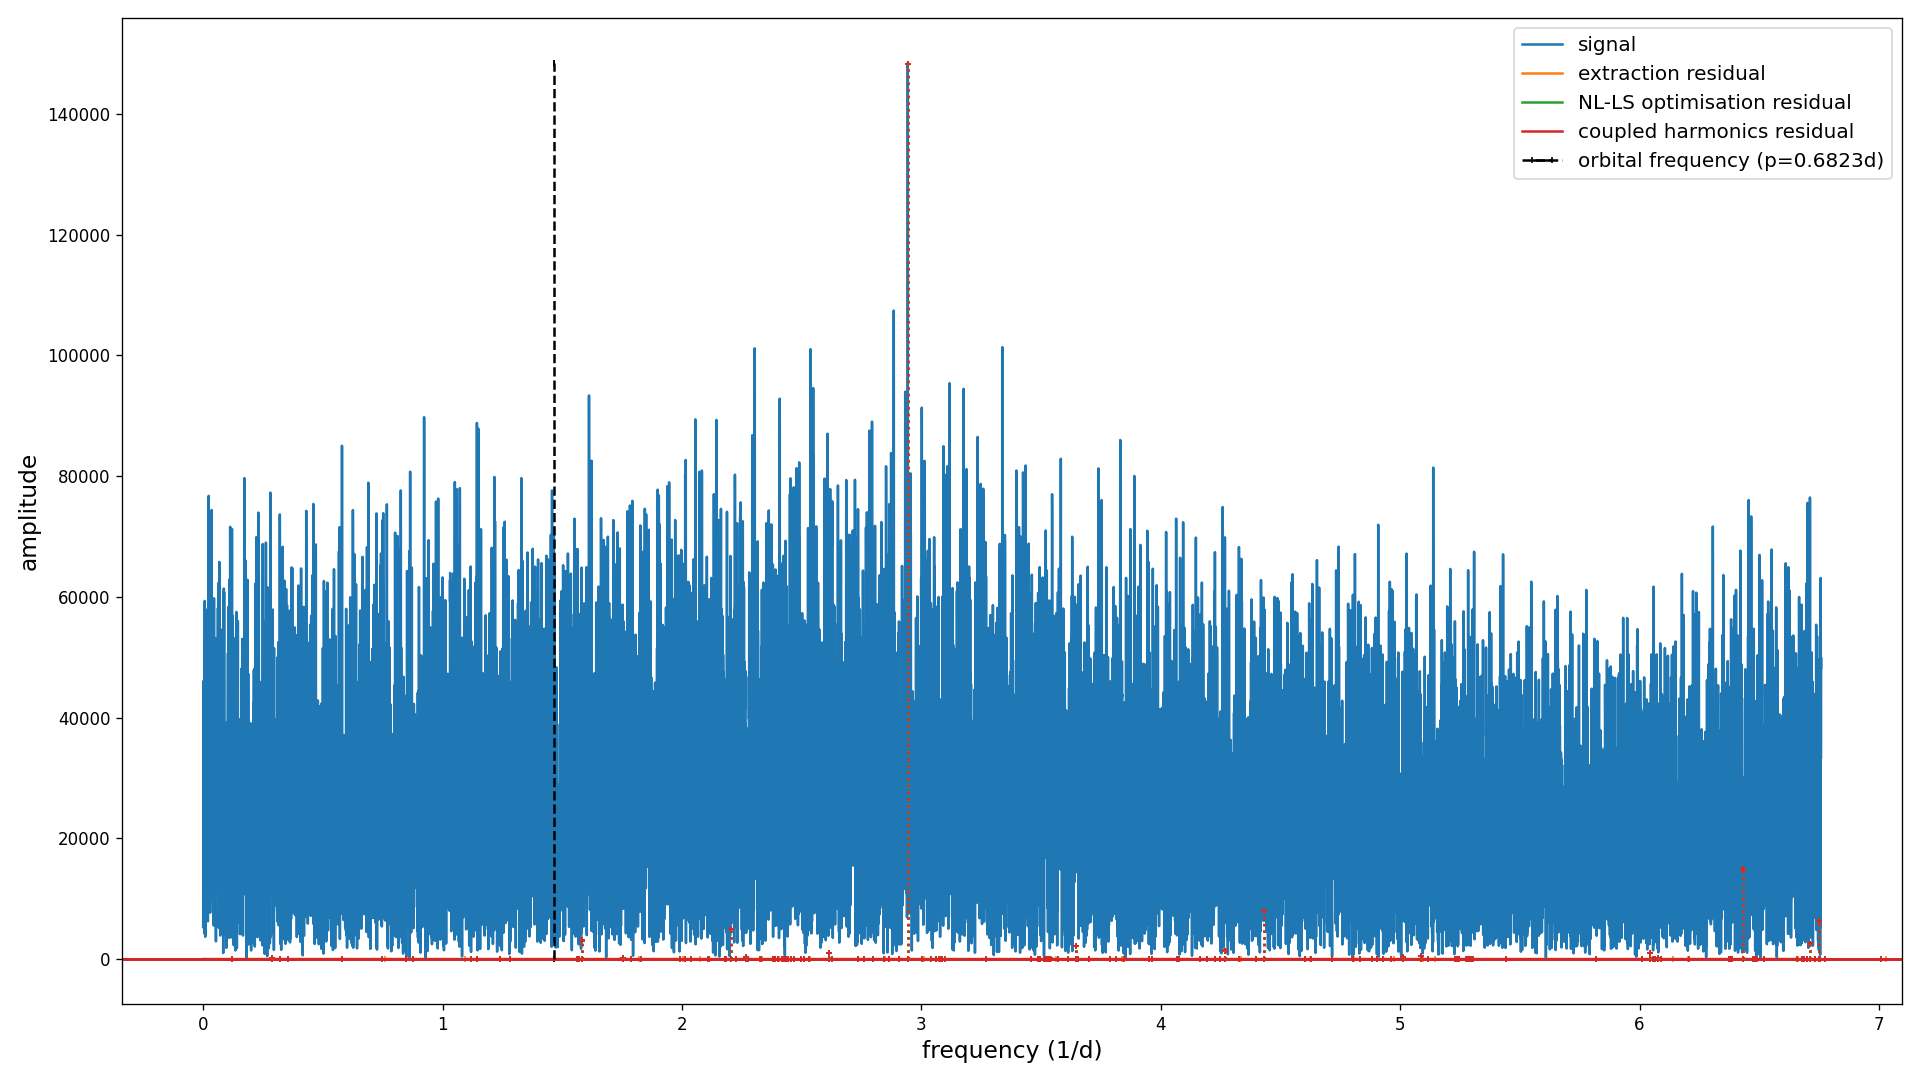 signal
extraction residual
NL-LS optimisation residual
coupled harmonics residual
orbital frequency (p=0.6823d)
amplitude
140000
120000
100000
80000
60000
40000
20000
0
0 1 2 3 4 5 6 7
frequency (1/d)